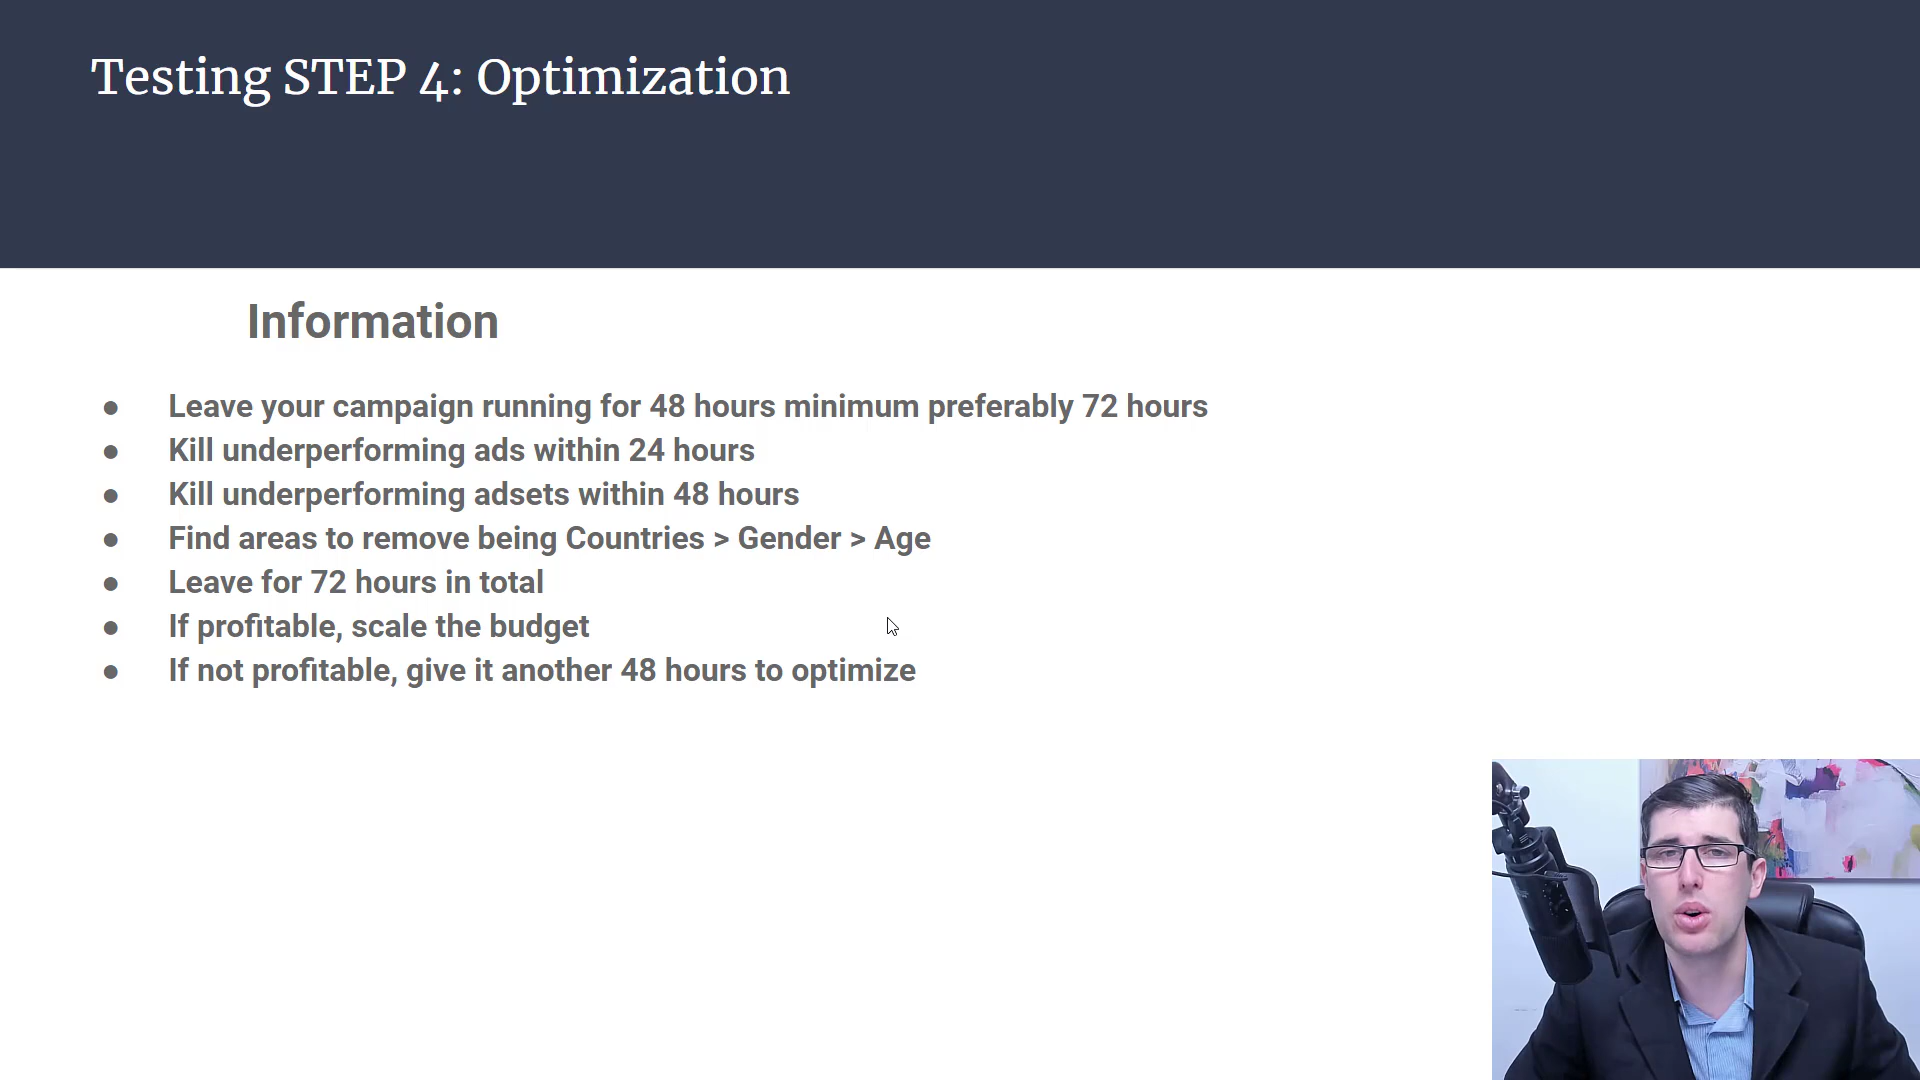 Testing STEP 4: Optimization
Information
● Leave your campaign running for 48 hours minimum preferably 72 hours
● Kill underperforming ads within 24 hours
● Kill underperforming adsets within 48 hours
● Find areas to remove being Countries > Gender > Age
● Leave for 72 hours in total
● If profitable, scale the budget
● If not profitable, give it another 48 hours to optimize